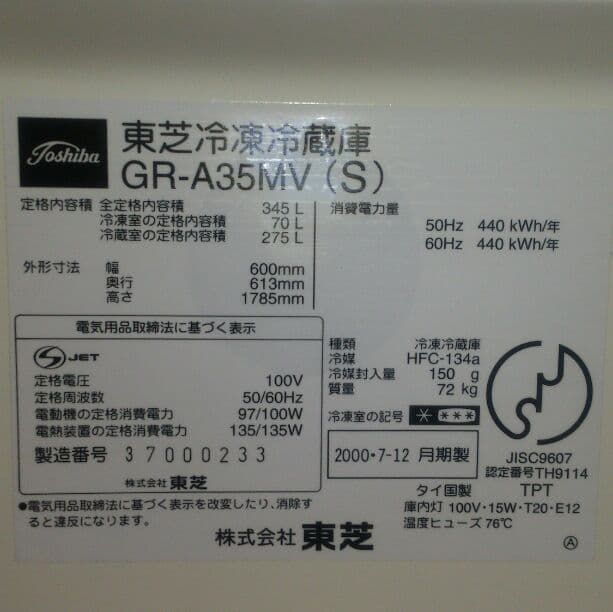 Toshiba
東芝冷凍冷蔵庫
GR-A35MV(S)
定格内容積 全定格内容積 345 L
冷凍室の定格内容積 70 L
冷蔵室の定格内容積 275 L
消費電力量
50Hz 440 kWh/年
60Hz 440 kWh/年
外形寸法 幅 600mm
奥行 613mm
高さ 1785mm
電気用品取締法に基づく表示
S JET
定格電圧 100V
定格周波数 50/60Hz
電動機の定格消費電力 97/100W
電熱装置の定格消費電力 135/135W
製造番号 37000233
株式会社 東芝
種類 冷凍冷蔵庫
冷媒 HFC-134a
冷媒封入量 150 g
質量 72 kg
冷凍室の記号 * ***
2000・7-12 月期製
JISC9607
認定番号TH9114
タイ国製 TPT
庫内灯 100V・15W・T20・E12
温度ヒューズ 76℃
●電気用品取締法に基づく表示を改変したり、消除す
ると違反になります。
株式会社 東芝
A